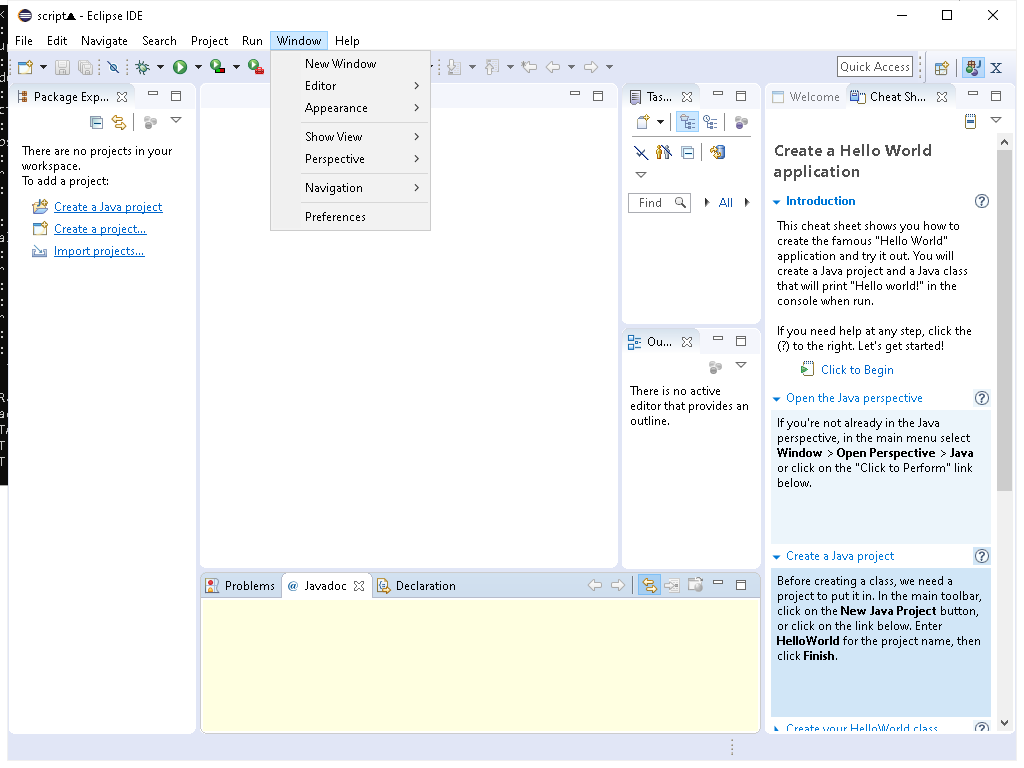 script▲ - Eclipse IDE
File Edit Navigate Search Project Run Window Help
Quick Access
New Window
Editor
Appearance
Show View
Perspective
Navigation
Preferences
Package Exp...
There are no projects in your
workspace.
To add a project:
Create a Java project
Create a project...
Import projects...
Tas...
Find
All
Ou...
There is no active
editor that provides an
outline.
Problems @ Javadoc Declaration
Welcome Cheat Sh...
Create a Hello World
application
Introduction
This cheat sheet shows you how to
create the famous "Hello World"
application and try it out. You will
create a Java project and a Java class
that will print "Hello world!" in the
console when run.
If you need help at any step, click the
(?) to the right. Let's get started!
Click to Begin
Open the Java perspective
If you're not already in the Java
perspective, in the main menu select
Window > Open Perspective > Java
or click on the "Click to Perform" link
below.
Create a Java project
Before creating a class, we need a
project to put it in. In the main toolbar,
click on the New Java Project button,
or click on the link below. Enter
HelloWorld for the project name, then
click Finish.
Create your HelloWorld class